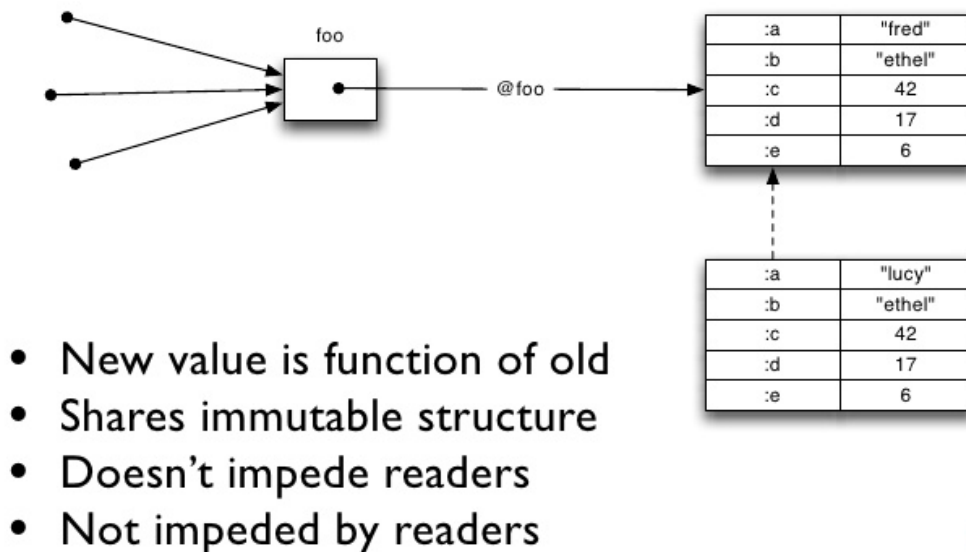 foo
@foo
:a "fred"
:b "ethel"
:c 42
:d 17
:e 6
:a "lucy"
:b "ethel"
:c 42
:d 17
:e 6
• New value is function of old
• Shares immutable structure
• Doesn't impede readers
• Not impeded by readers